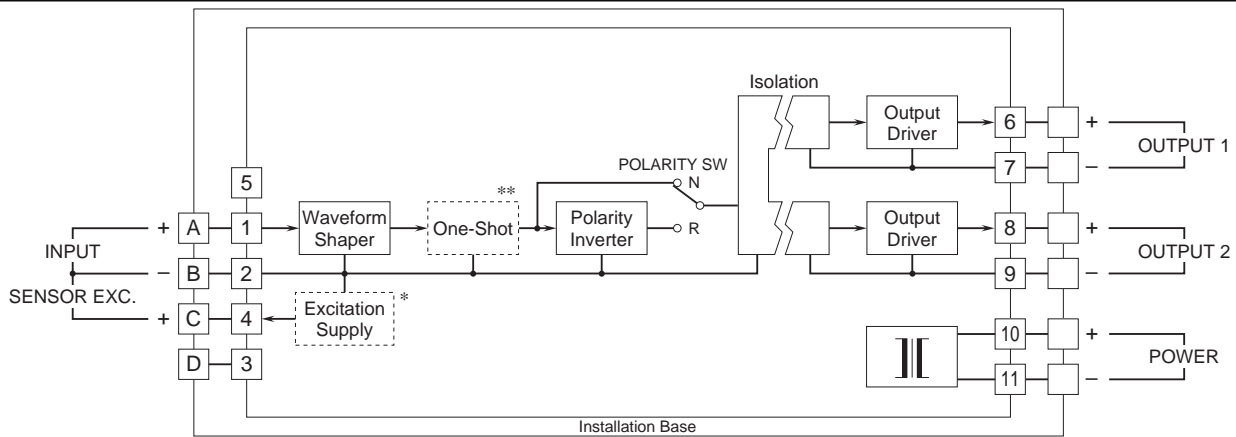 Isolation
Output
Driver
6
+
OUTPUT 1
7
–
POLARITY SW
N
R
5
**
A
1
Waveform
Shaper
One-Shot
Polarity
Inverter
Output
Driver
8
+
OUTPUT 2
9
–
+
INPUT
–
B
2
SENSOR EXC.
+
C
4
Excitation
Supply
*
D
3
10
+
POWER
11
–
Installation Base